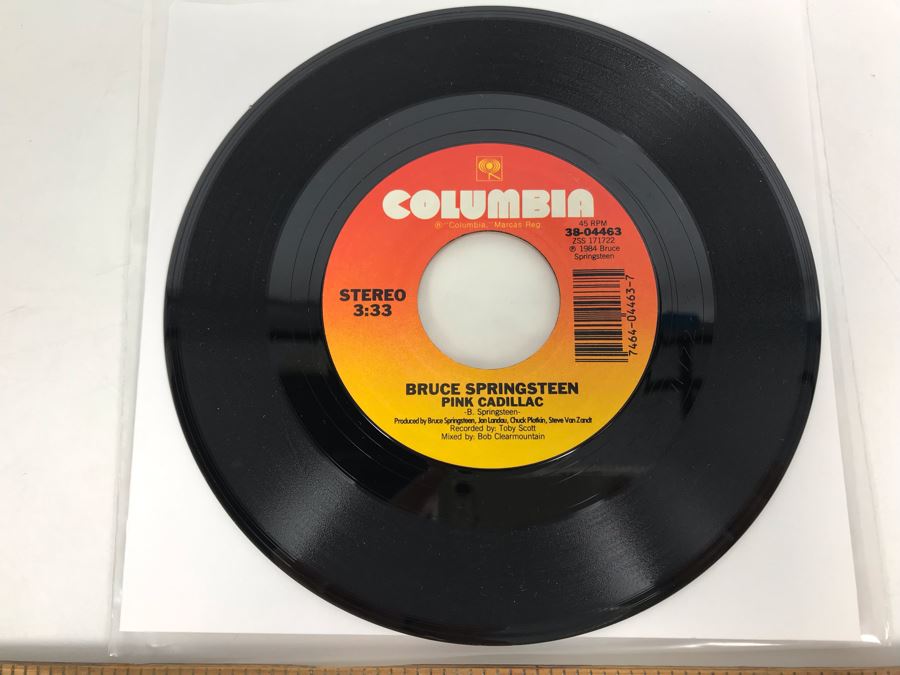 COLUMBIA
® "Columbia," Marcas Reg
45 RPM
38-04463
ZSS 171722
℗ 1984 Bruce
Springsteen
STEREO
3:33
7464-04463-7
BRUCE SPRINGSTEEN
PINK CADILLAC
-B. Springsteen-
Produced by Bruce Springsteen, Jon Landau, Chuck Plotkin, Steve Van Zandt
Recorded by: Toby Scott
Mixed by: Bob Clearmountain